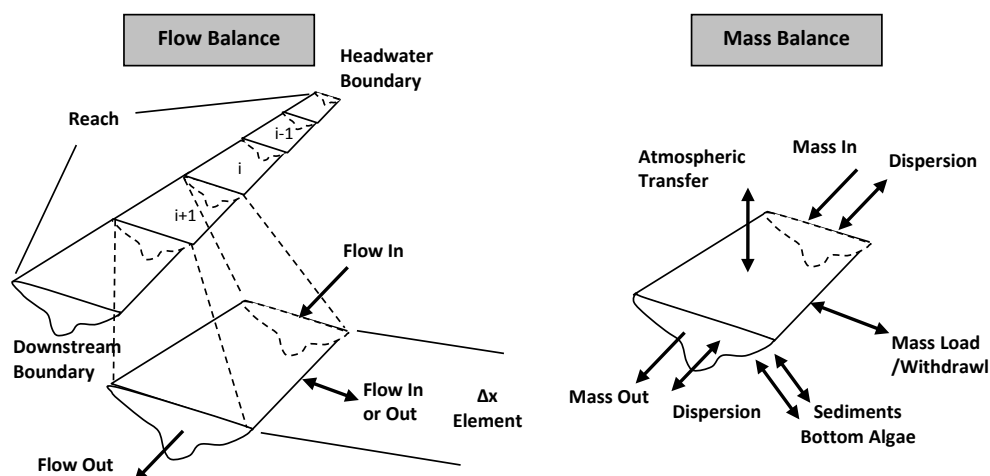 Flow Balance
Headwater
Boundary
Reach
i-1
i
i+1
Flow In
Downstream
Boundary
Flow In
or Out
Δx
Element
Flow Out
Mass Balance
Mass In
Atmospheric
Transfer
Dispersion
Mass Load
/Withdrawl
Mass Out
Dispersion
Sediments
Bottom Algae